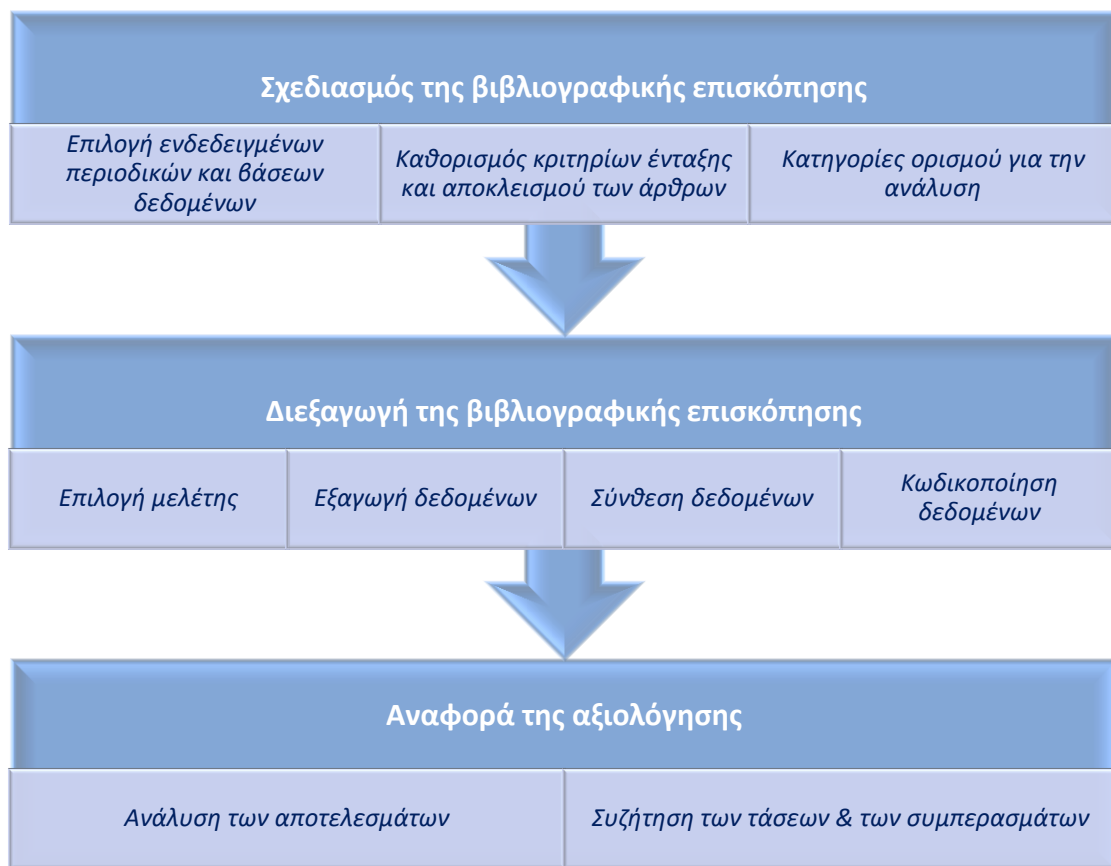 Σχεδιασμός της βιβλιογραφικής επισκόπησης
Επιλογή ενδεδειγμένων
περιοδικών και βάσεων
δεδομένων
Καθορισμός κριτηρίων ένταξης
και αποκλεισμού των άρθρων
Κατηγορίες ορισμού για την
ανάλυση
Διεξαγωγή της βιβλιογραφικής επισκόπησης
Επιλογή μελέτης
Εξαγωγή δεδομένων
Σύνθεση δεδομένων
Κωδικοποίηση
δεδομένων
Αναφορά της αξιολόγησης
Ανάλυση των αποτελεσμάτων
Συζήτηση των τάσεων & των συμπερασμάτων